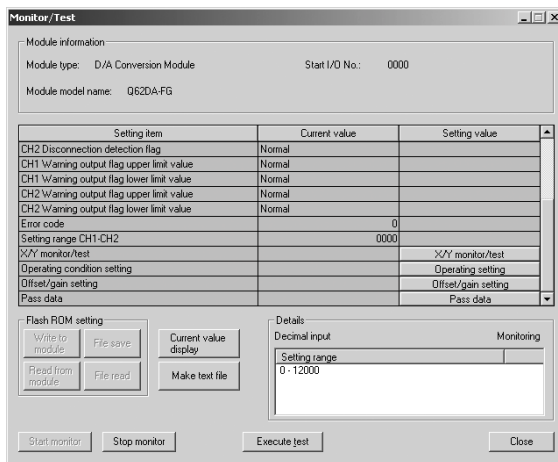 Monitor/Test
Module information
Module type: D/A Conversion Module Start I/O No.: 0000
Module model name: Q62DA-FG
Setting item Current value Setting value
CH2 Disconnection detection flag Normal
CH1 Warning output flag upper limit value Normal
CH1 Warning output flag lower limit value Normal
CH2 Warning output flag upper limit value Normal
CH2 Warning output flag lower limit value Normal
Error code 0
Setting range CH1-CH2 0000
X/Y monitor/test X/Y monitor/test
Operating condition setting Operating setting
Offset/gain setting Offset/gain setting
Pass data Pass data
Flash ROM setting
Write to module
File save
Read from module
File read
Current value display
Make text file
Details
Decimal input Monitoring
Setting range
0 - 12000
Start monitor Stop monitor Execute test Close